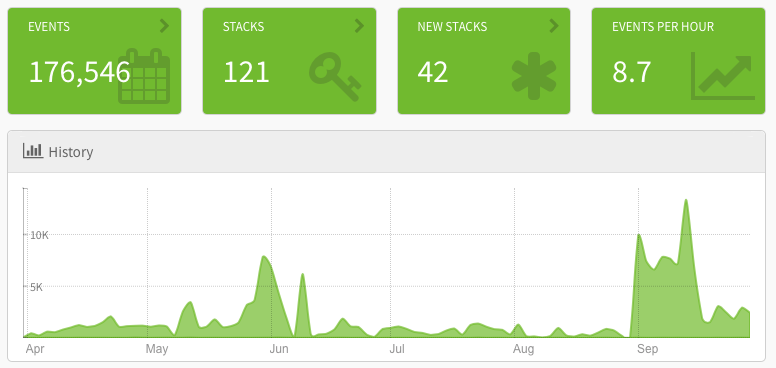 EVENTS
176,546
STACKS
121
NEW STACKS
42
EVENTS PER HOUR
8.7
History
10K
5K
Apr May Jun Jul Aug Sep